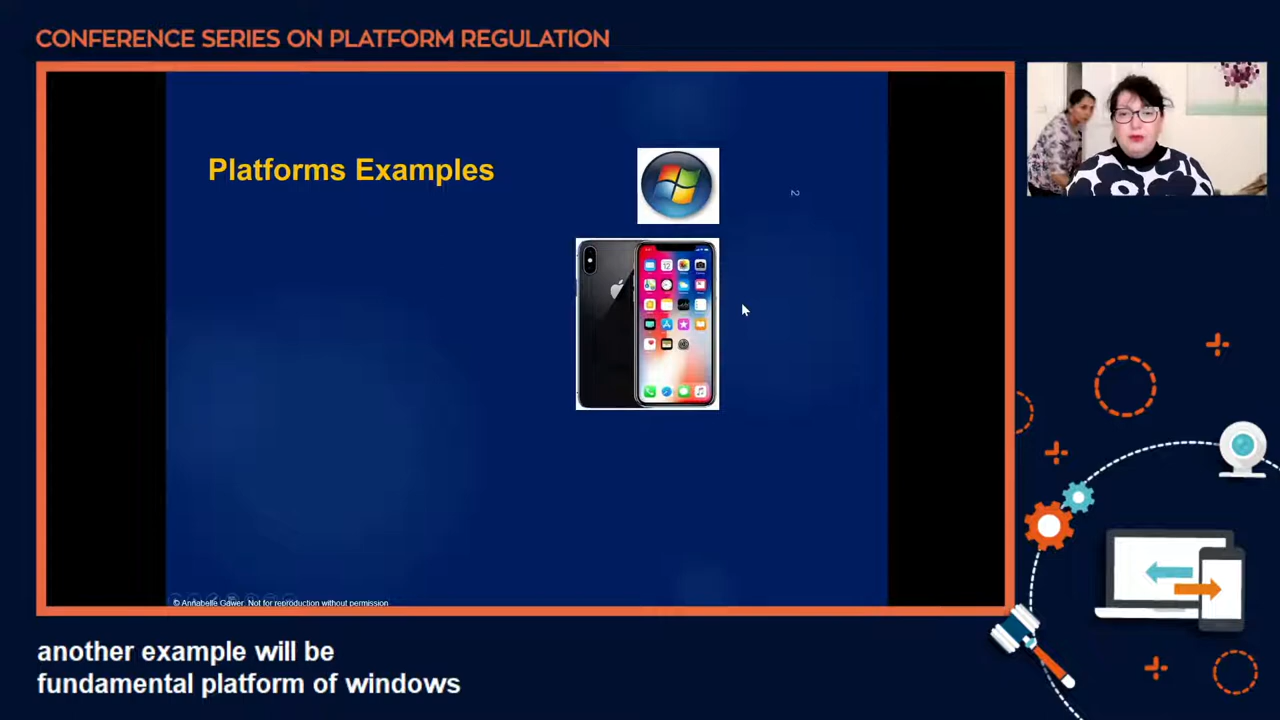 CONFERENCE SERIES ON PLATFORM REGULATION
Platforms Examples
2
© Annabelle Gawer. Not for reproduction without permission
another example will be
fundamental platform of windows